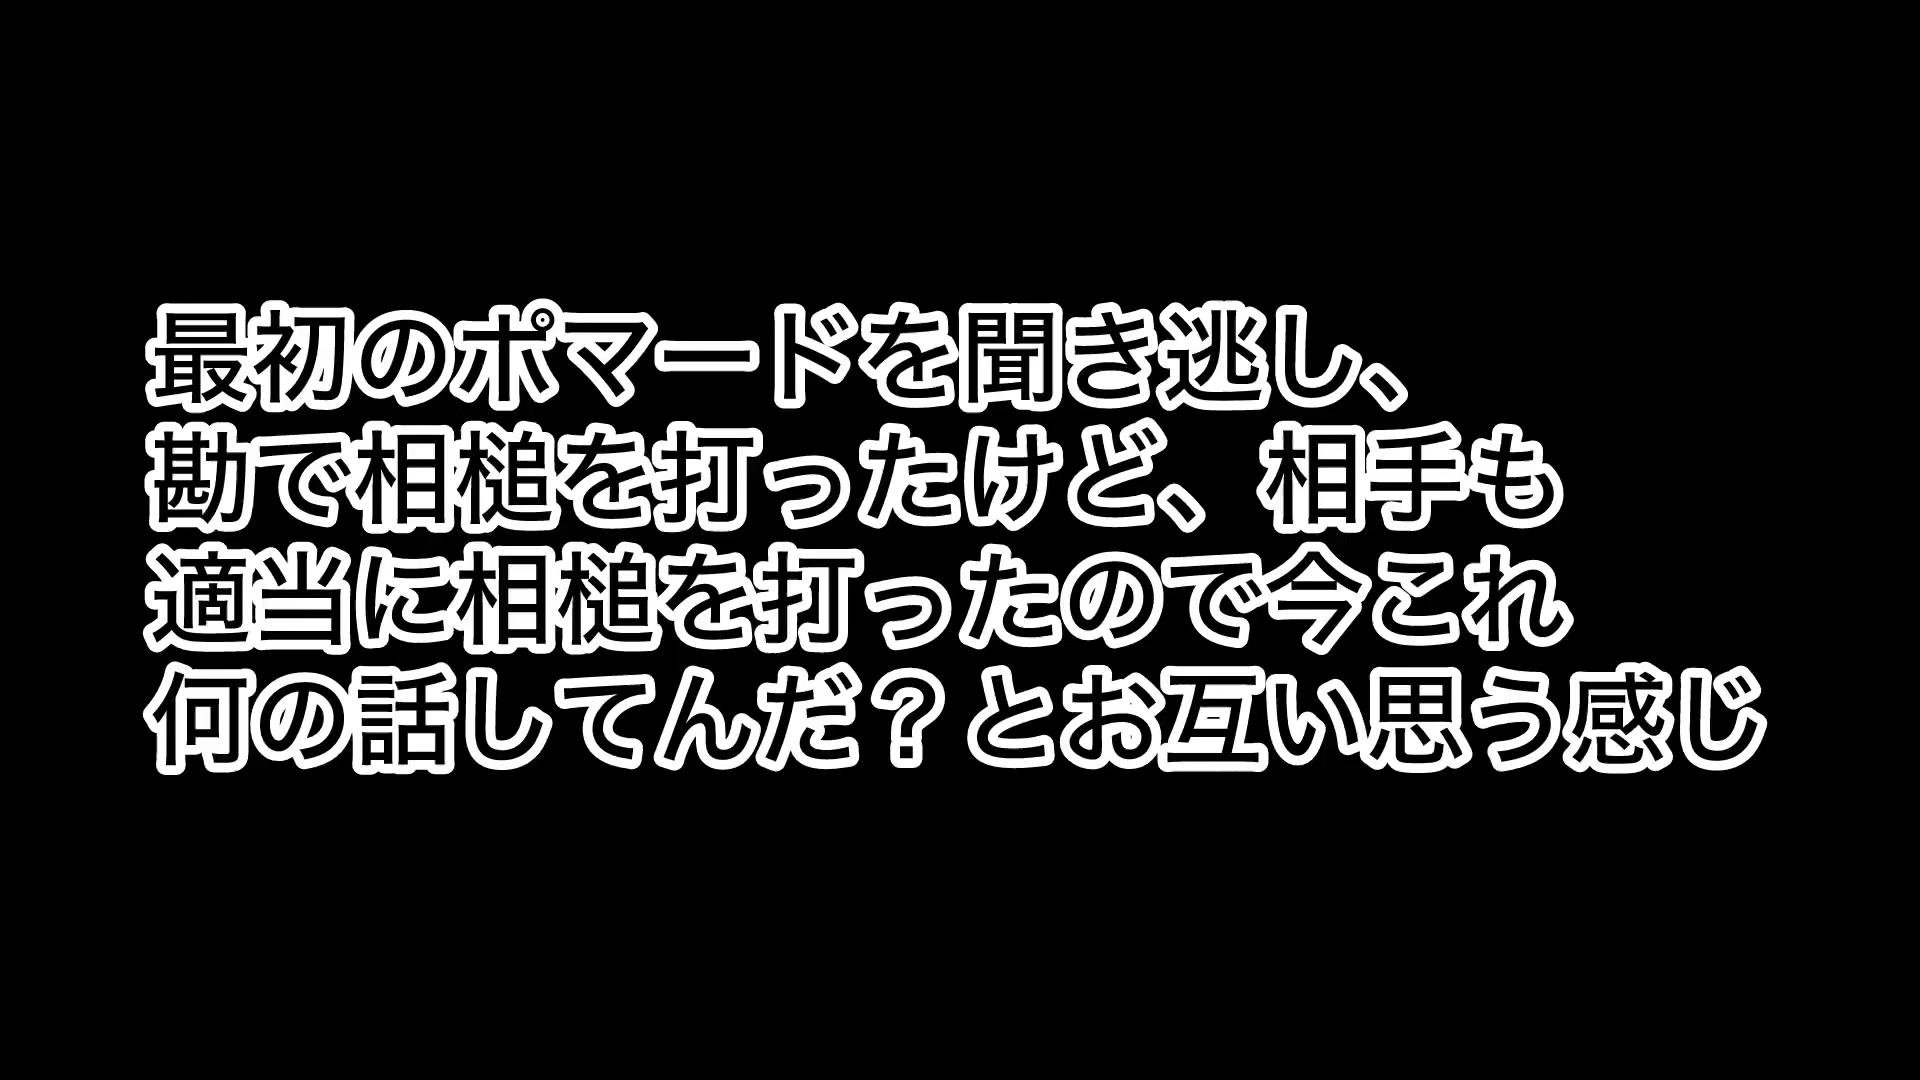 最初のポマードを聞き逃し、
勘で相槌を打ったけど、相手も
適当に相槌を打ったので今これ
何の話してんだ？とお互い思う感じ